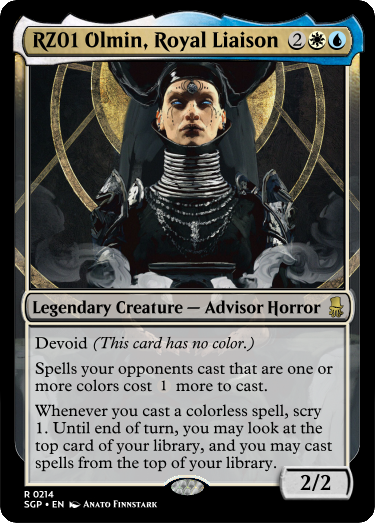 RZ01 Olmin, Royal Liaison 2
Legendary Creature — Advisor Horror
Devoid (This card has no color.)
Spells your opponents cast that are one or
more colors cost 1 more to cast.
Whenever you cast a colorless spell, scry
1. Until end of turn, you may look at the
top card of your library, and you may cast
spells from the top of your library.
2/2
R 0214
SGP • EN Anato Finnstark